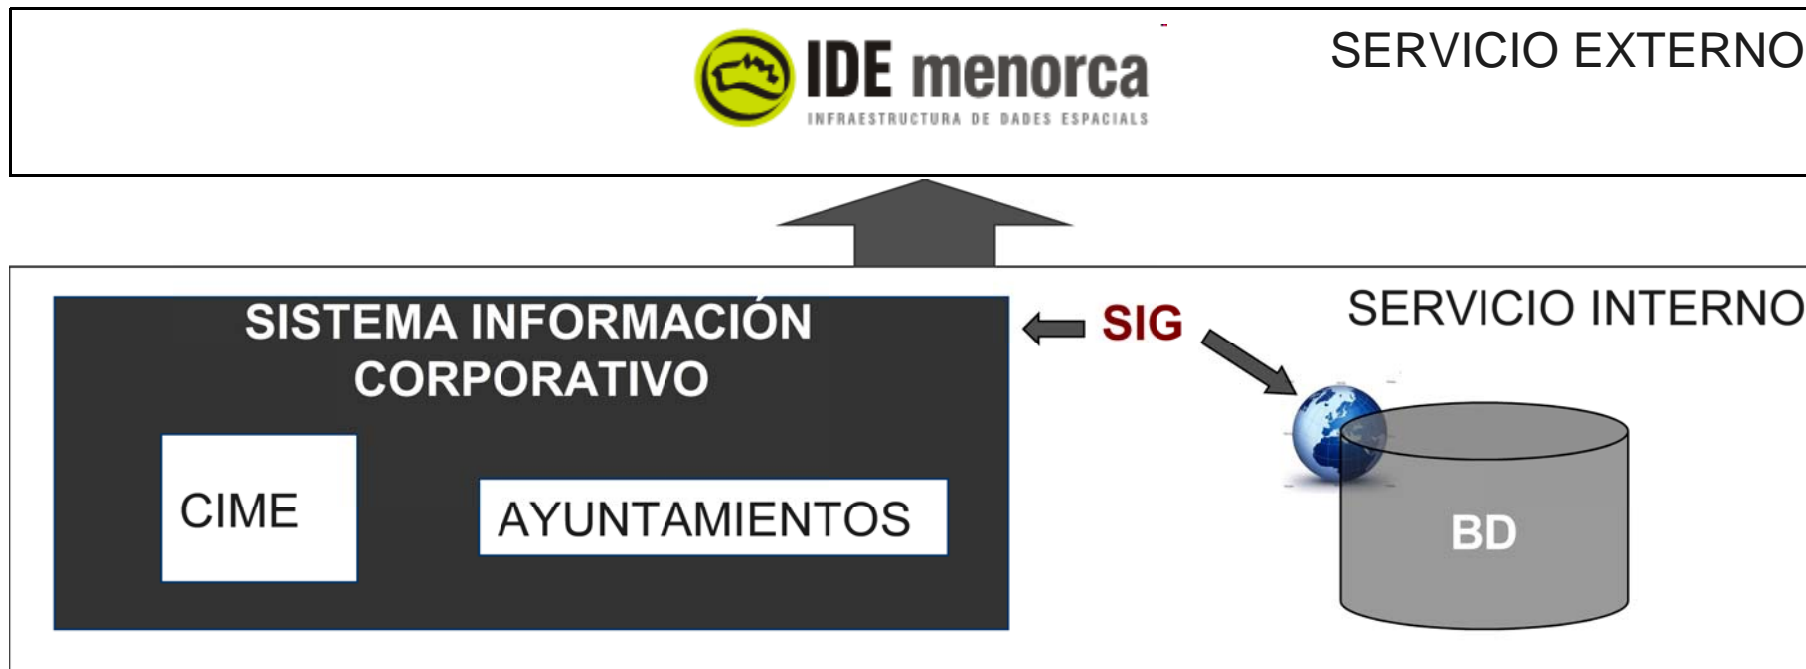 IDE menorca
INFRAESTRUCTURA DE DADES ESPACIALS
SERVICIO EXTERNO
SISTEMA INFORMACIÓN
CORPORATIVO
SIG
SERVICIO INTERNO
CIME
AYUNTAMIENTOS
BD